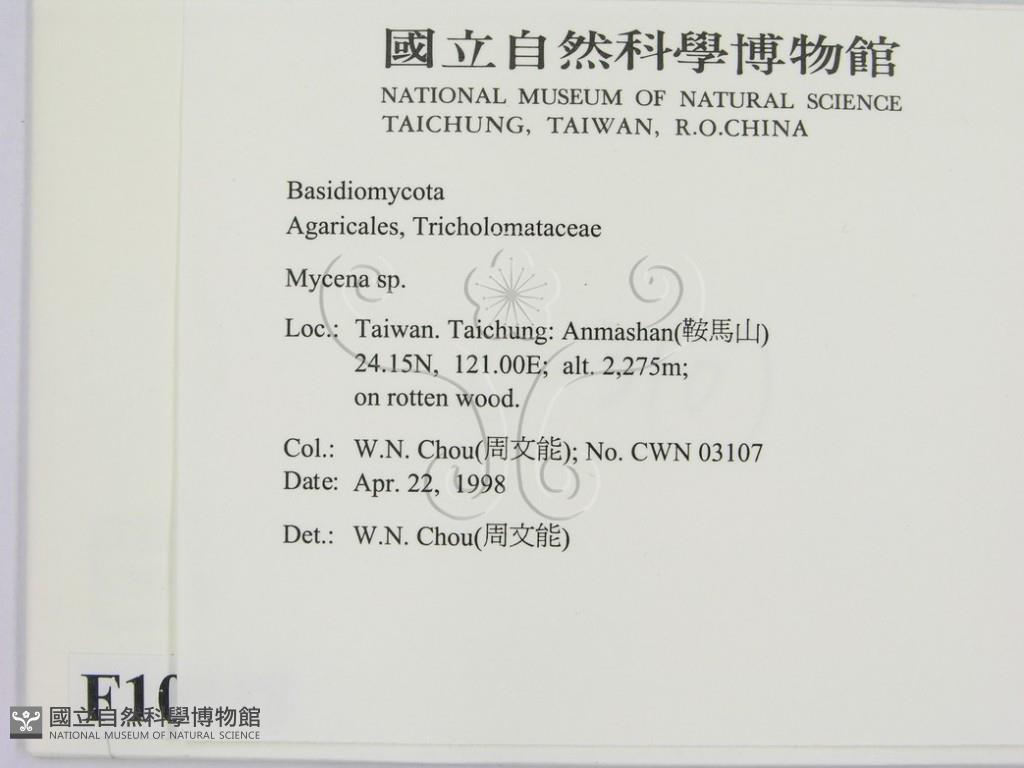 國立自然科學博物館
NATIONAL MUSEUM OF NATURAL SCIENCE
TAICHUNG, TAIWAN, R.O.CHINA
Basidiomycota
Agaricales, Tricholomataceae
Mycena sp.
Loc.: Taiwan. Taichung: Anmashan(鞍馬山)
24.15N, 121.00E; alt. 2,275m;
on rotten wood.
Col.: W.N. Chou(周文能); No. CWN 03107
Date: Apr. 22, 1998
Det.: W.N. Chou(周文能)
國立自然科學博物館
NATIONAL MUSEUM OF NATURAL SCIENCE